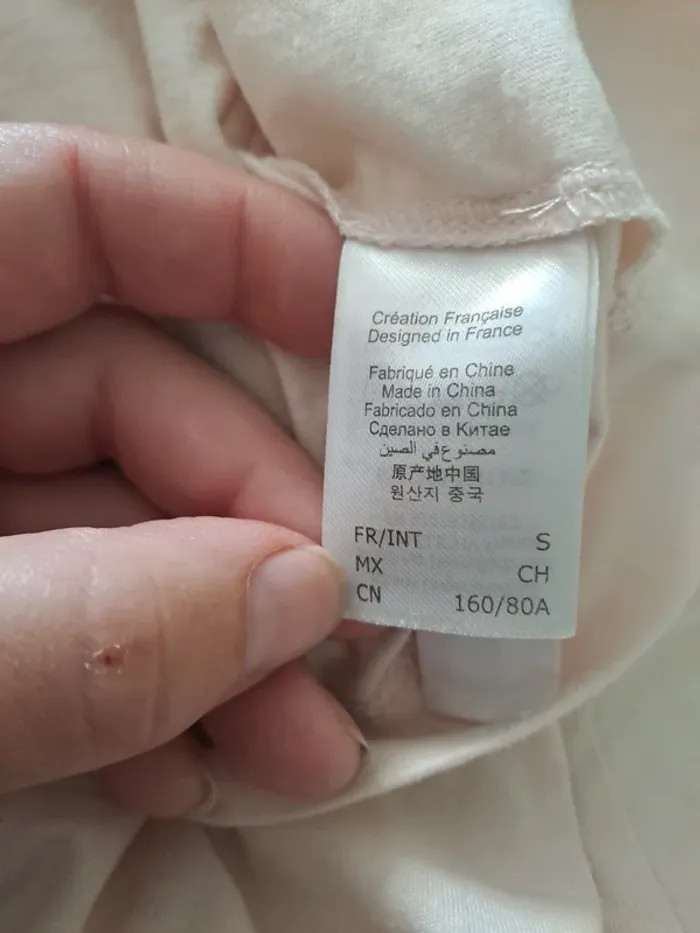 Création Française
Designed in France
Fabriqué en Chine
Made in China
Fabricado en China
Сделано в Китае
مصنوع في الصين
原产地中国
원산지 중국
FR/INT S
MX CH
CN 160/80A